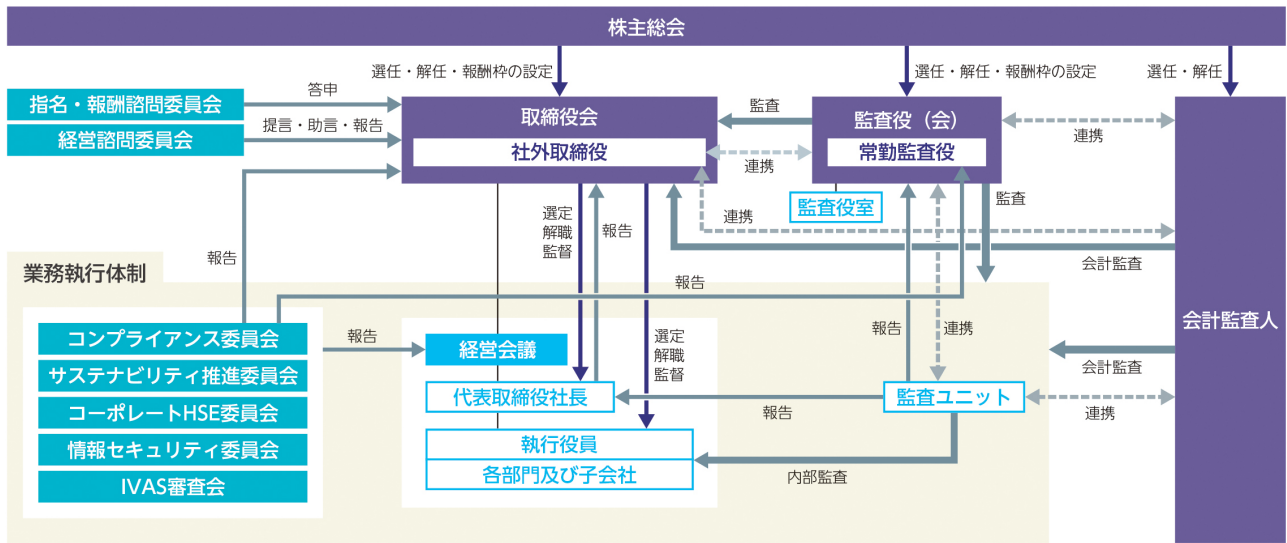 株主総会
選任・解任・報酬枠の設定
選任・解任・報酬枠の設定
選任・解任
指名・報酬諮問委員会
答申
経営諮問委員会
提言・助言・報告
取締役会
社外取締役
監査
連携
監査役（会）
常勤監査役
連携
監査役室
監査
連携
会計監査
会計監査人
選定
解職
監督
報告
報告
業務執行体制
報告
コンプライアンス委員会
サステナビリティ推進委員会
コーポレートHSE委員会
情報セキュリティ委員会
IVAS審査会
報告
経営会議
選定
解職
監督
代表取締役社長
執行役員
各部門及び子会社
報告
連携
報告
監査ユニット
内部監査
会計監査
連携